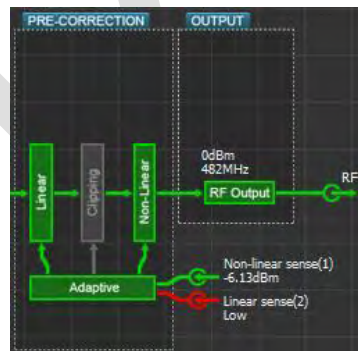 PRE-CORRECTION
OUTPUT
Linear
Clipping
Non-Linear
0dBm
482MHz
RF Output
RF
Adaptive
Non-linear sense(1)
-6.13dBm
Linear sense(2)
Low